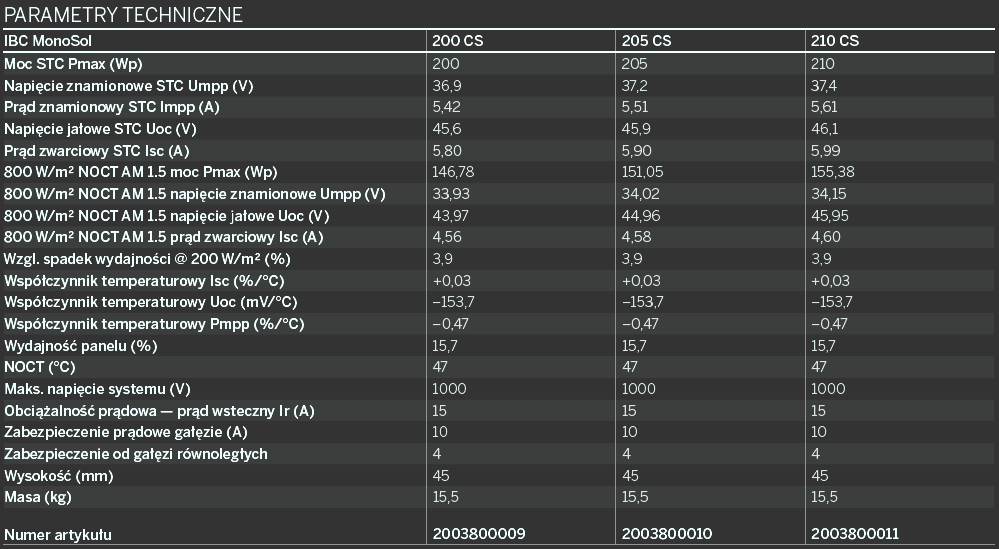 PARAMETRY TECHNICZNE
IBC MonoSol 200 CS 205 CS 210 CS
Moc STC Pmax (Wp) 200 205 210
Napięcie znamionowe STC Umpp (V) 36,9 37,2 37,4
Prąd znamionowy STC Impp (A) 5,42 5,51 5,61
Napięcie jałowe STC Uoc (V) 45,6 45,9 46,1
Prąd zwarciowy STC Isc (A) 5,80 5,90 5,99
800 W/m² NOCT AM 1.5 moc Pmax (Wp) 146,78 151,05 155,38
800 W/m² NOCT AM 1.5 napięcie znamionowe Umpp (V) 33,93 34,02 34,15
800 W/m² NOCT AM 1.5 napięcie jałowe Uoc (V) 43,97 44,96 45,95
800 W/m² NOCT AM 1.5 prąd zwarciowy Isc (A) 4,56 4,58 4,60
Wzgl. spadek wydajności @ 200 W/m² (%) 3,9 3,9 3,9
Współczynnik temperaturowy Isc (%/°C) +0,03 +0,03 +0,03
Współczynnik temperaturowy Uoc (mV/°C) –153,7 –153,7 –153,7
Współczynnik temperaturowy Pmpp (%/°C) –0,47 –0,47 –0,47
Wydajność panelu (%) 15,7 15,7 15,7
NOCT (°C) 47 47 47
Maks. napięcie systemu (V) 1000 1000 1000
Obciążalność prądowa — prąd wsteczny Ir (A) 15 15 15
Zabezpieczenie prądowe gałęzie (A) 10 10 10
Zabezpieczenie od gałęzi równoległych 4 4 4
Wysokość (mm) 45 45 45
Masa (kg) 15,5 15,5 15,5
Numer artykułu 2003800009 2003800010 2003800011